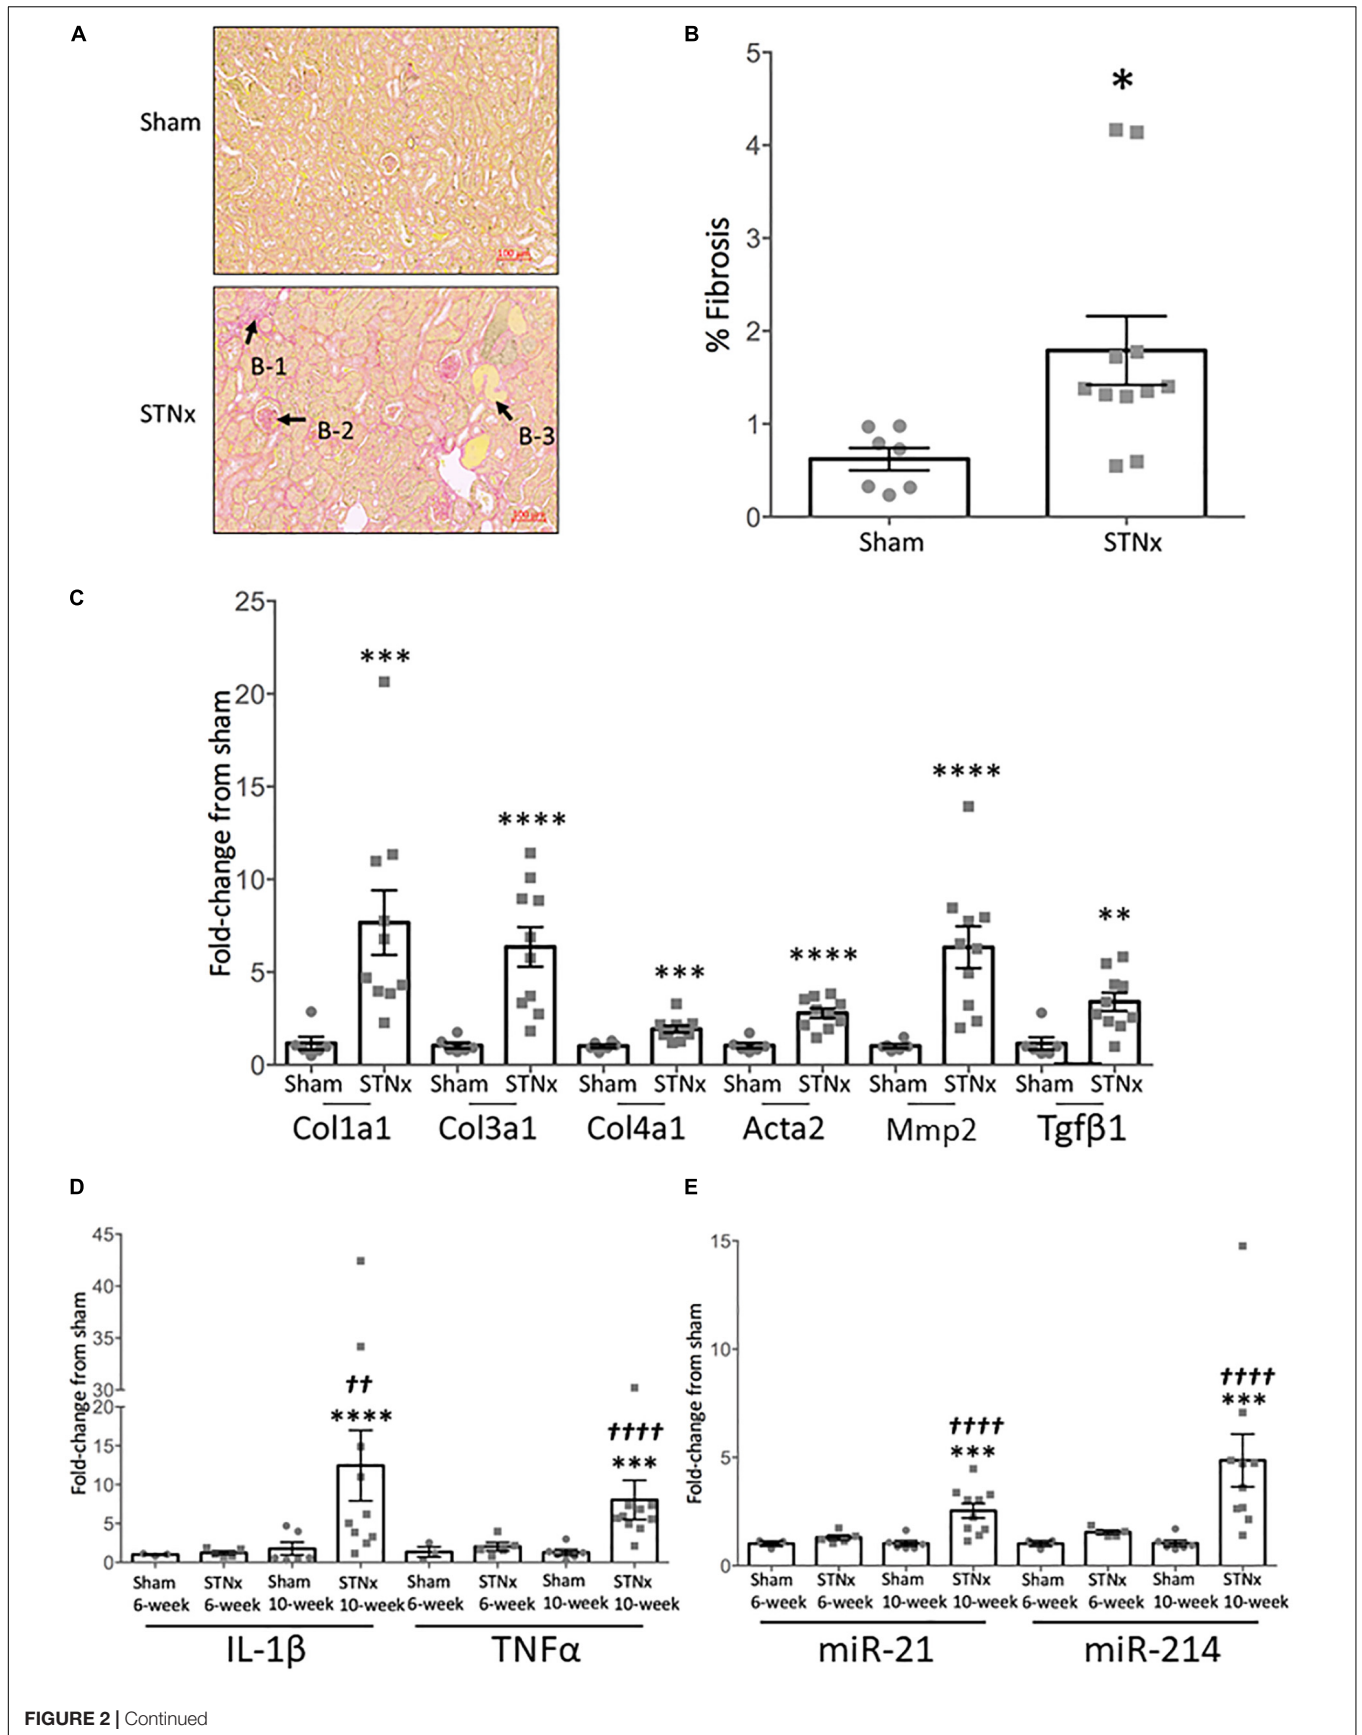 A
Sham
100 µm
STNx
B-1
B-2
B-3
100 µm
B
5
4
3
2
1
0
% Fibrosis
*
Sham STNx
C
25
20
15
10
5
0
Fold-change from sham
*** **** *** **** **** **
Sham STNx Sham STNx Sham STNx Sham STNx Sham STNx Sham STNx
Col1a1 Col3a1 Col4a1 Acta2 Mmp2 Tgfβ1
D
45
40
35
30
20
15
10
5
0
Fold-change from sham
††
****
††††
***
Sham STNx Sham STNx Sham STNx Sham STNx
6-week 6-week 10-week 10-week 6-week 6-week 10-week 10-week
IL-1β TNFα
E
15
10
5
0
Fold-change from sham
††††
***
††††
***
Sham STNx Sham STNx Sham STNx Sham STNx
6-week 6-week 10-week 10-week 6-week 6-week 10-week 10-week
miR-21 miR-214
FIGURE 2 | Continued